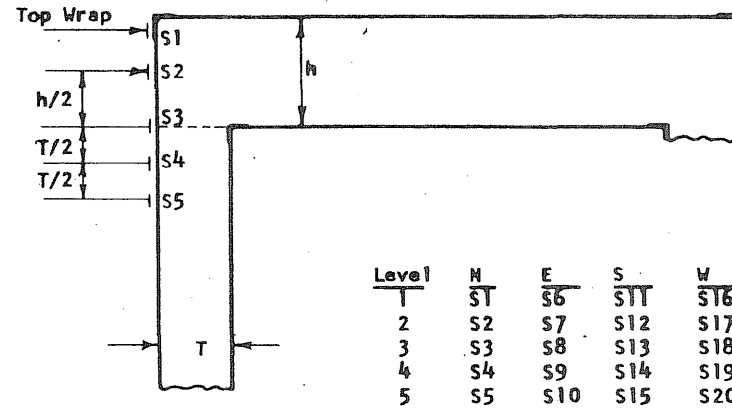 Top Wrap
S1
S2
h
h/2
S3
T/2
S4
T/2
S5
T
Level N E S W
1 S1 S6 S11 S16
2 S2 S7 S12 S17
3 S3 S8 S13 S18
4 S4 S9 S14 S19
5 S5 S10 S15 S20